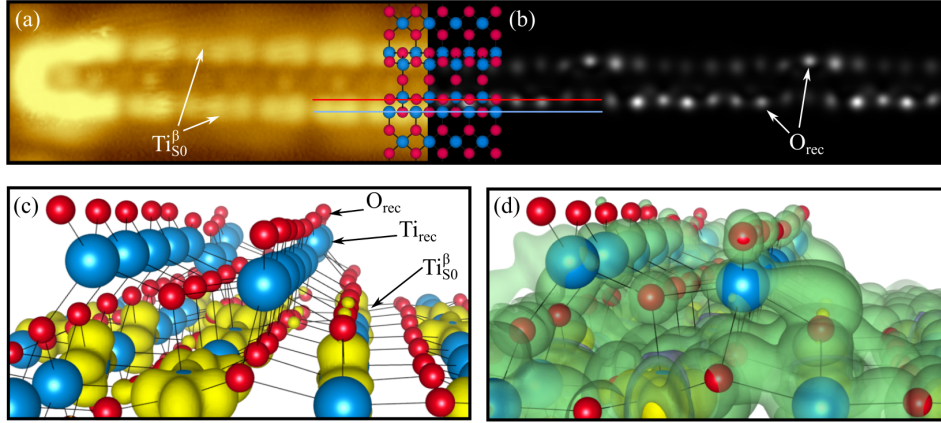 (a)
(b)
Ti^β_S0
O_rec
(c)
O_rec
Ti_rec
Ti^β_S0
(d)